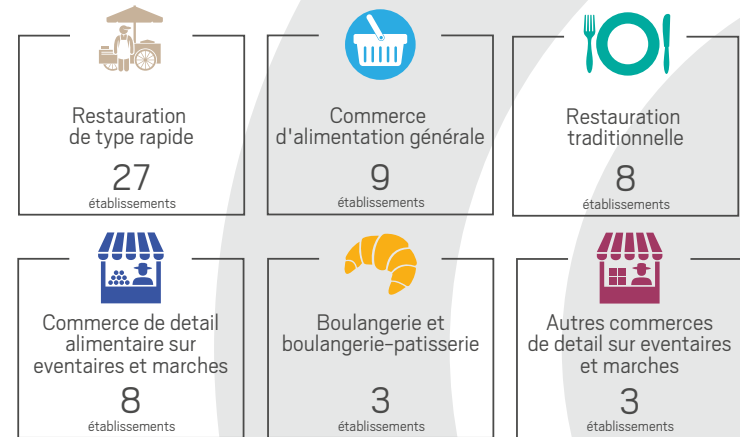 Restauration
de type rapide
27
établissements
Commerce
d'alimentation générale
9
établissements
Restauration
traditionnelle
8
établissements
Commerce de detail
alimentaire sur
eventaires et marches
8
établissements
Boulangerie et
boulangerie-patisserie
3
établissements
Autres commerces
de detail sur eventaires
et marches
3
établissements